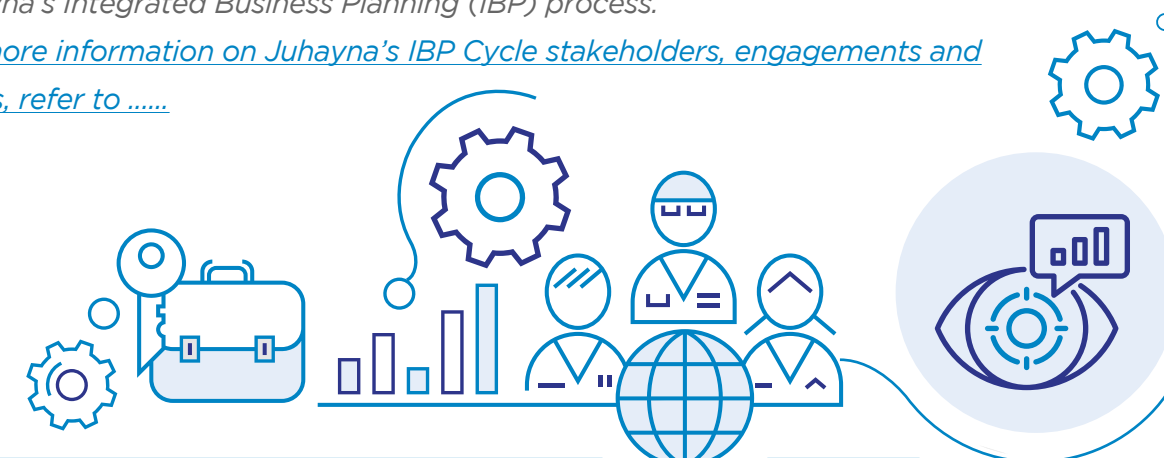 na's Integrated Business Planning (IBP) process.
more information on Juhayna's IBP Cycle stakeholders, engagements and
s, refer to ......